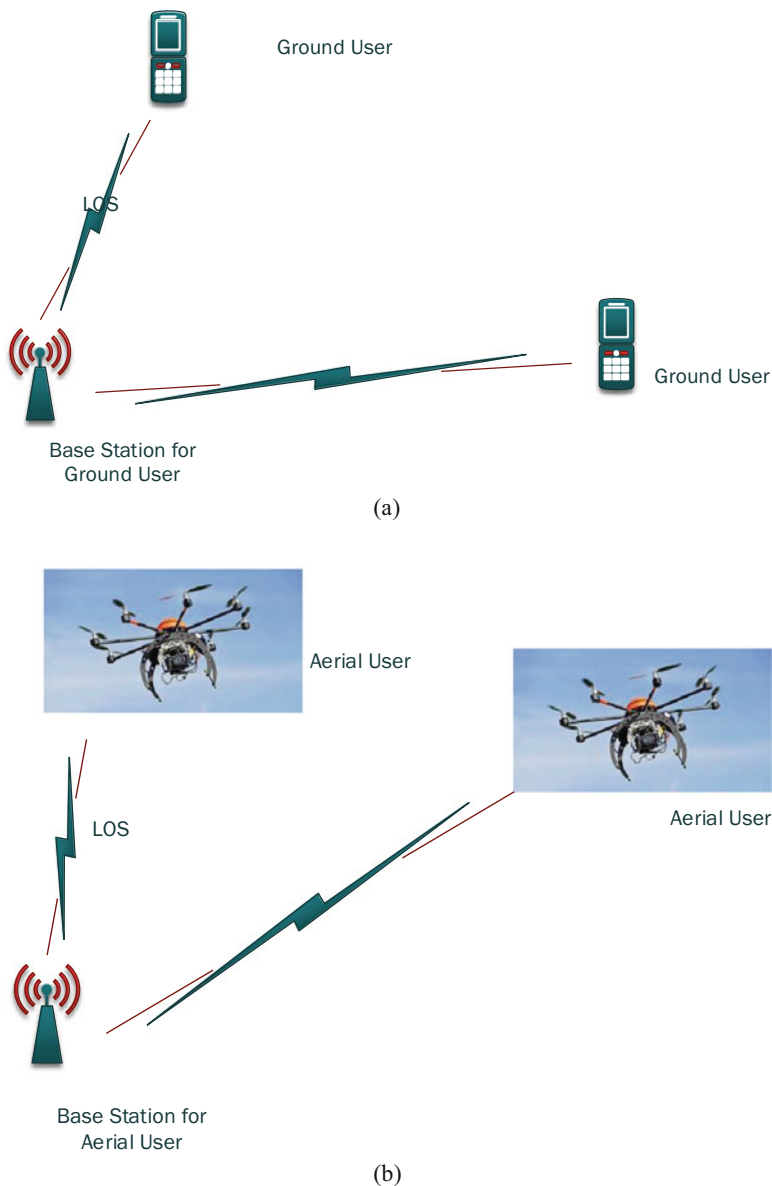 Ground User
LOS
Ground User
Base Station for
Ground User
(a)
Aerial User
Aerial User
LOS
Base Station for
Aerial User
(b)